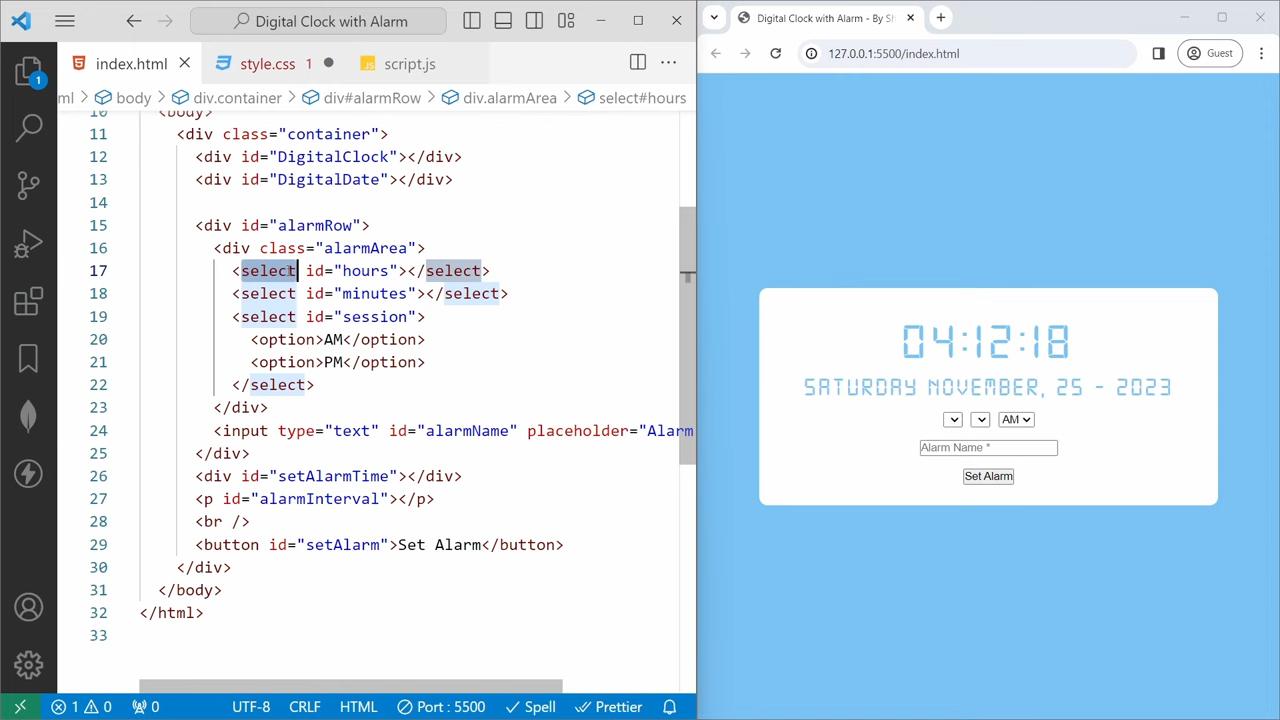 Digital Clock with Alarm
index.html
style.css 1
script.js
ml > body > div.container > div#alarmRow > div.alarmArea > select#hours
10 <body>
11 <div class="container">
12 <div id="DigitalClock"></div>
13 <div id="DigitalDate"></div>
14
15 <div id="alarmRow">
16 <div class="alarmArea">
17 <select id="hours"></select>
18 <select id="minutes"></select>
19 <select id="session">
20 <option>AM</option>
21 <option>PM</option>
22 </select>
23 </div>
24 <input type="text" id="alarmName" placeholder="Alarm
25 </div>
26 <div id="setAlarmTime"></div>
27 <p id="alarmInterval"></p>
28 <br />
29 <button id="setAlarm">Set Alarm</button>
30 </div>
31 </body>
32 </html>
33
1
1 0 0
UTF-8
CRLF
HTML
Port : 5500
Spell
Prettier
Digital Clock with Alarm - By Sh
127.0.0.1:5500/index.html
Guest
04:12:18
SATURDAY NOVEMBER, 25 - 2023
AM
Alarm Name *
Set Alarm